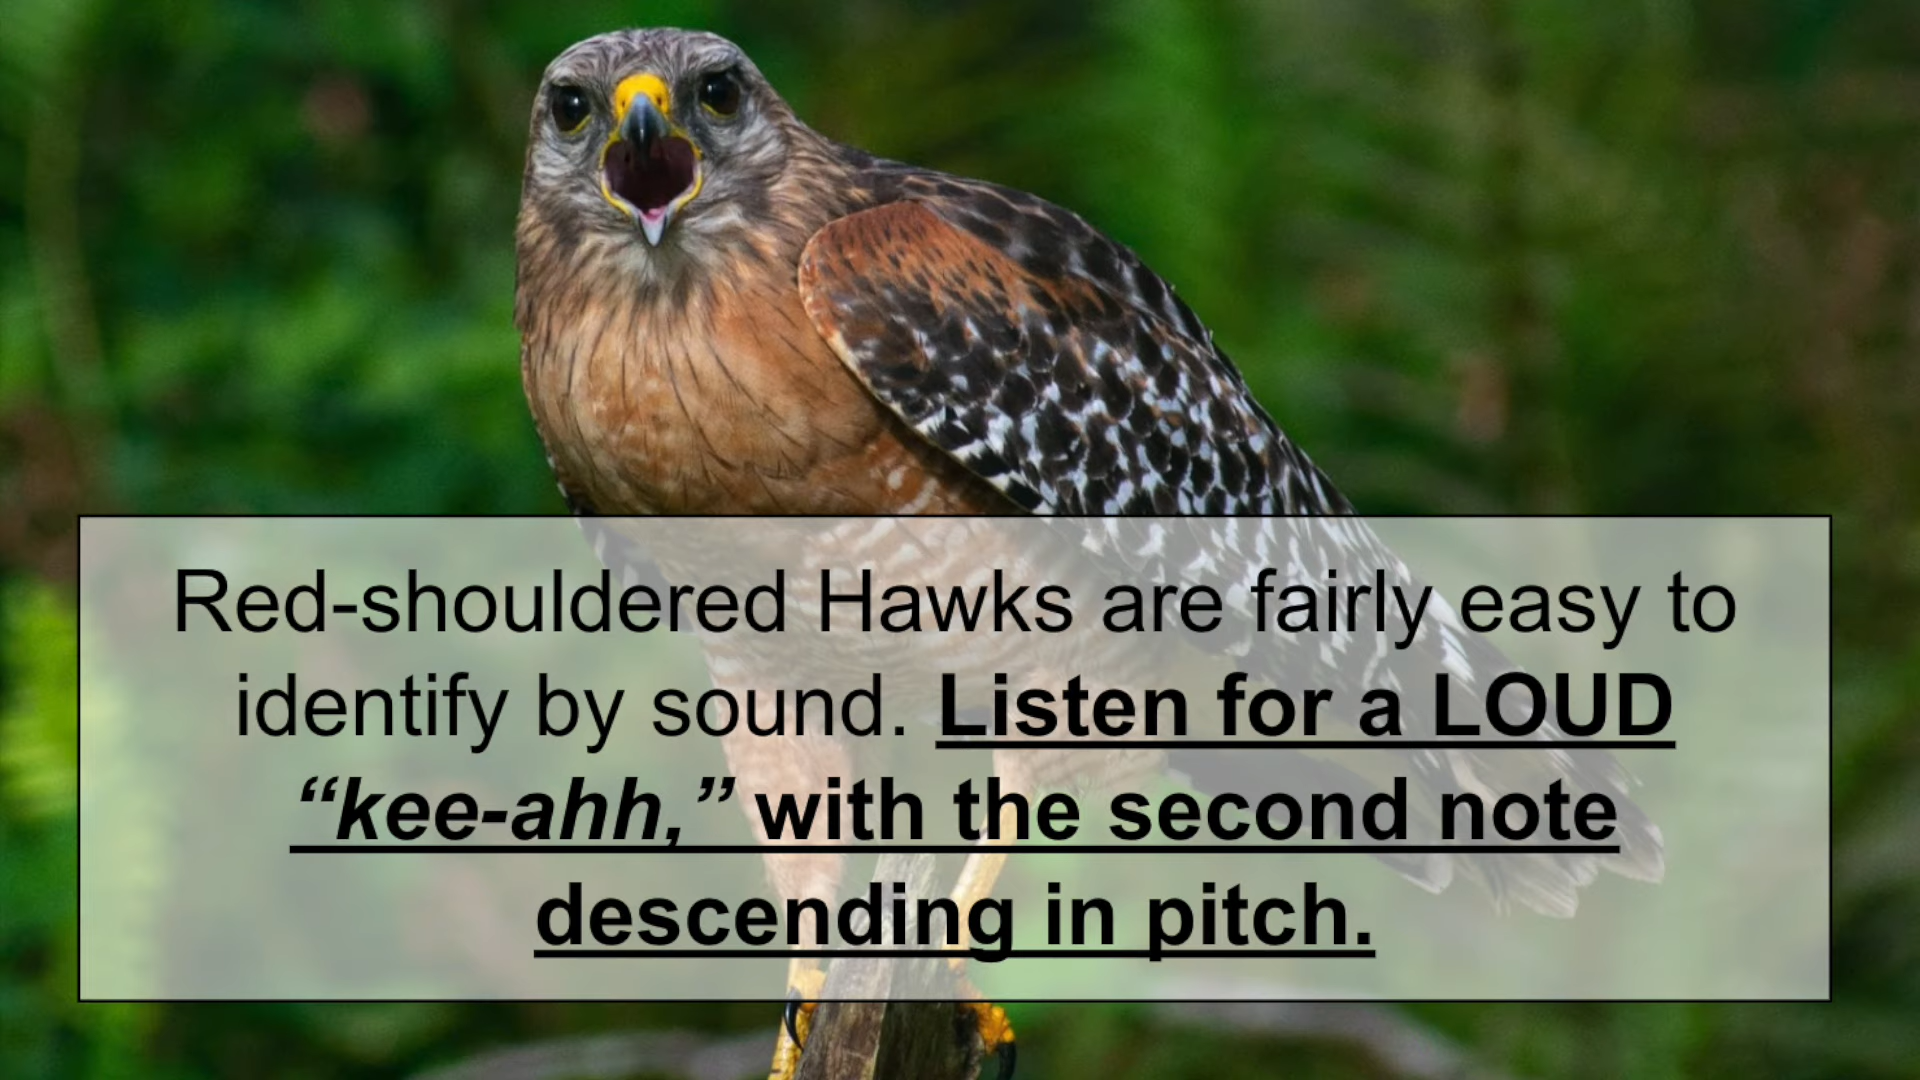 Red-shouldered Hawks are fairly easy to
identify by sound. Listen for a LOUD
“kee-ahh,” with the second note
descending in pitch.